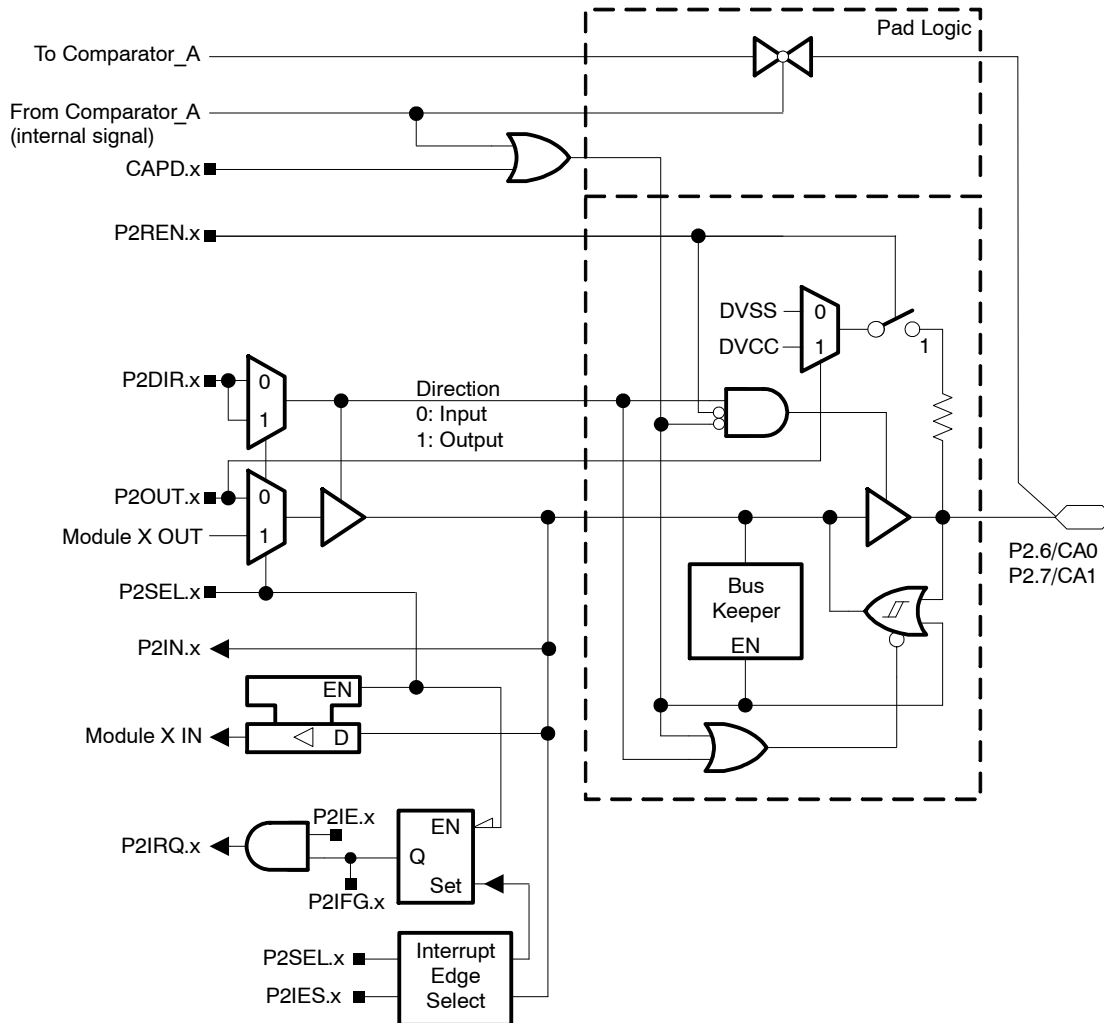 Pad Logic
To Comparator_A
From Comparator_A
(internal signal)
CAPD.x
P2REN.x
DVSS
0
DVCC
1
1
P2DIR.x
0
1
Direction
0: Input
1: Output
P2OUT.x
0
Module X OUT
1
P2SEL.x
P2.6/CA0
P2.7/CA1
Bus
Keeper
EN
P2IN.x
EN
Module X IN
D
P2IE.x
EN
P2IRQ.x
Q
Set
P2IFG.x
P2SEL.x
P2IES.x
Interrupt
Edge
Select